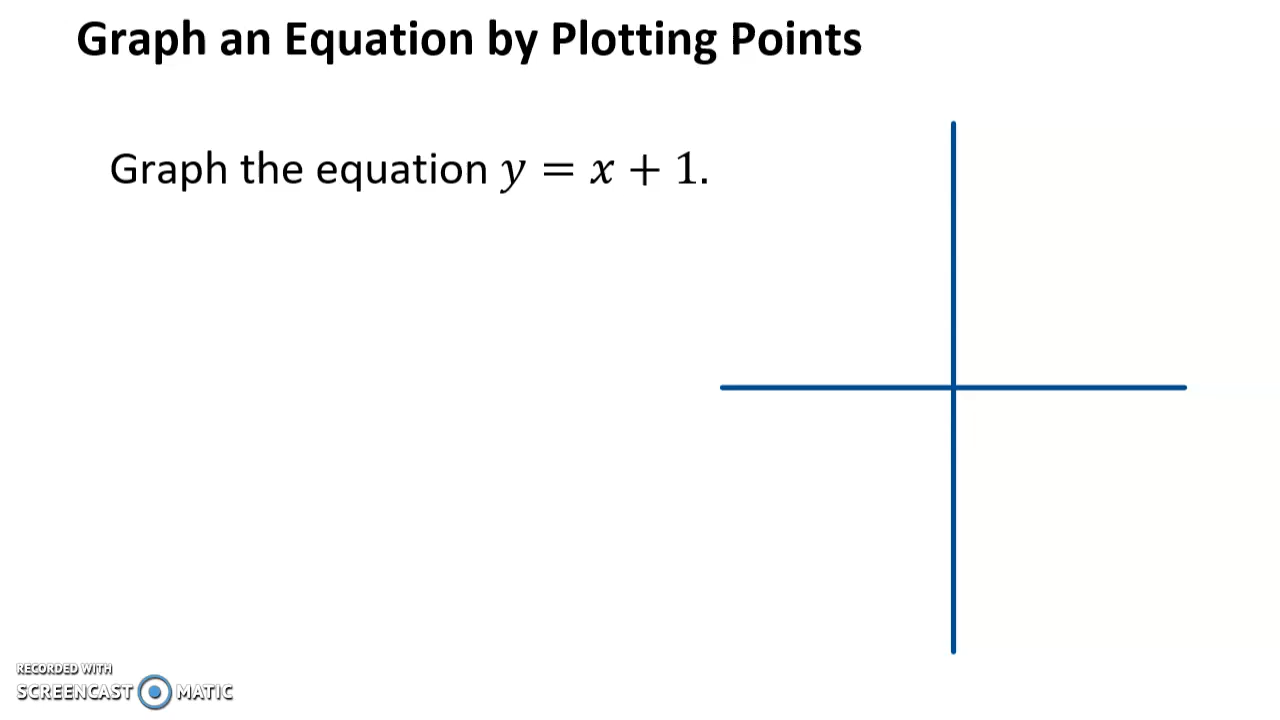 Graph an Equation by Plotting Points
Graph the equation y = x + 1.
RECORDED WITH
SCREENCAST MATIC